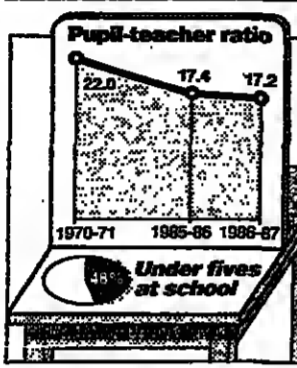 Pupil-teacher ratio
22.0
17.4
17.2
1970-71 1985-86 1986-87
48%
Under fives
at school